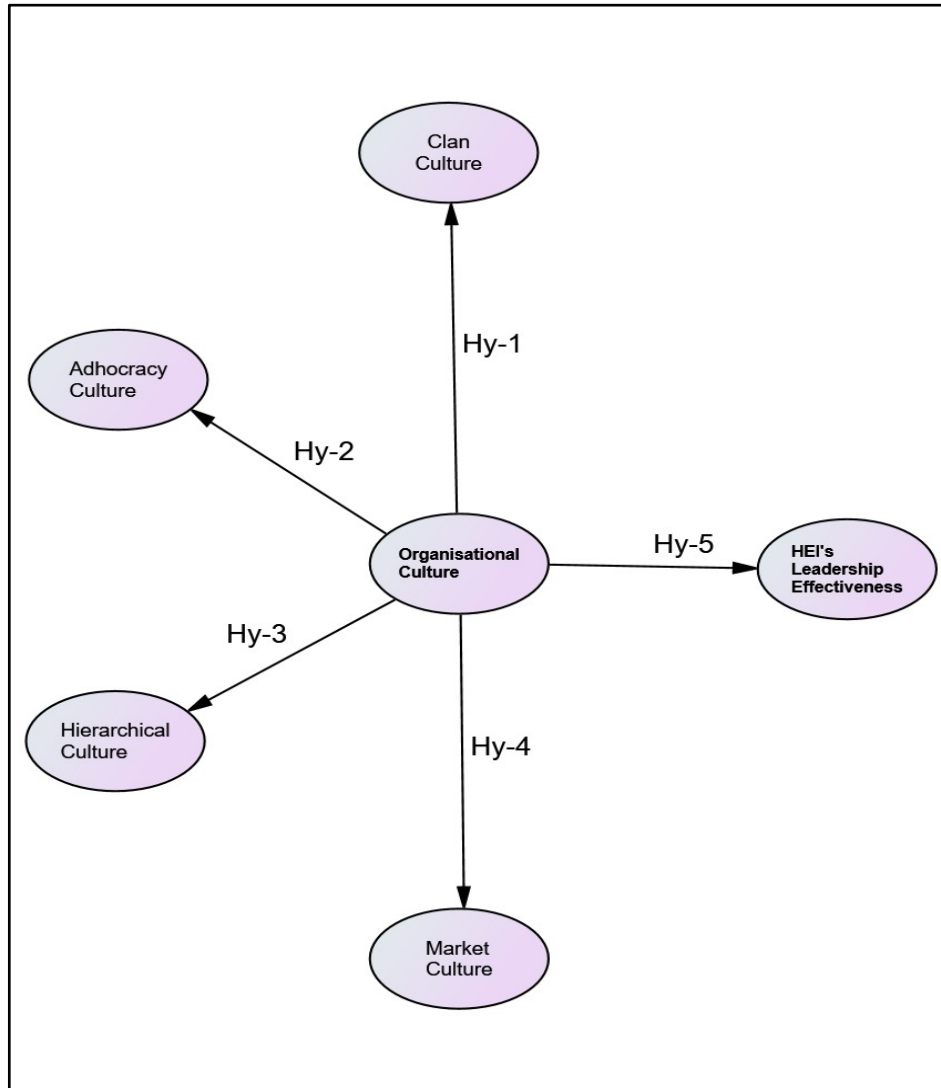 Clan
Culture
Hy-1
Adhocracy
Culture
Hy-2
Organisational
Culture
Hy-5
HEI's
Leadership
Effectiveness
Hy-3
Hierarchical
Culture
Hy-4
Market
Culture